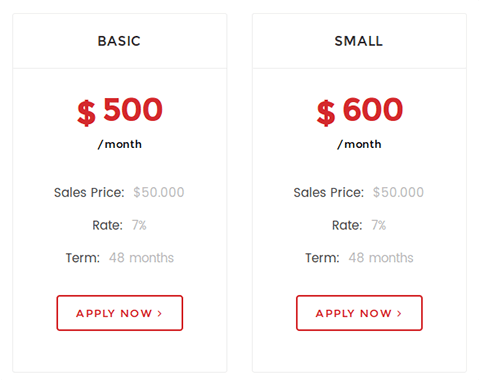 BASIC
$ 500
/month
Sales Price: $50.000
Rate: 7%
Term: 48 months
APPLY NOW ›
SMALL
$ 600
/month
Sales Price: $50.000
Rate: 7%
Term: 48 months
APPLY NOW ›